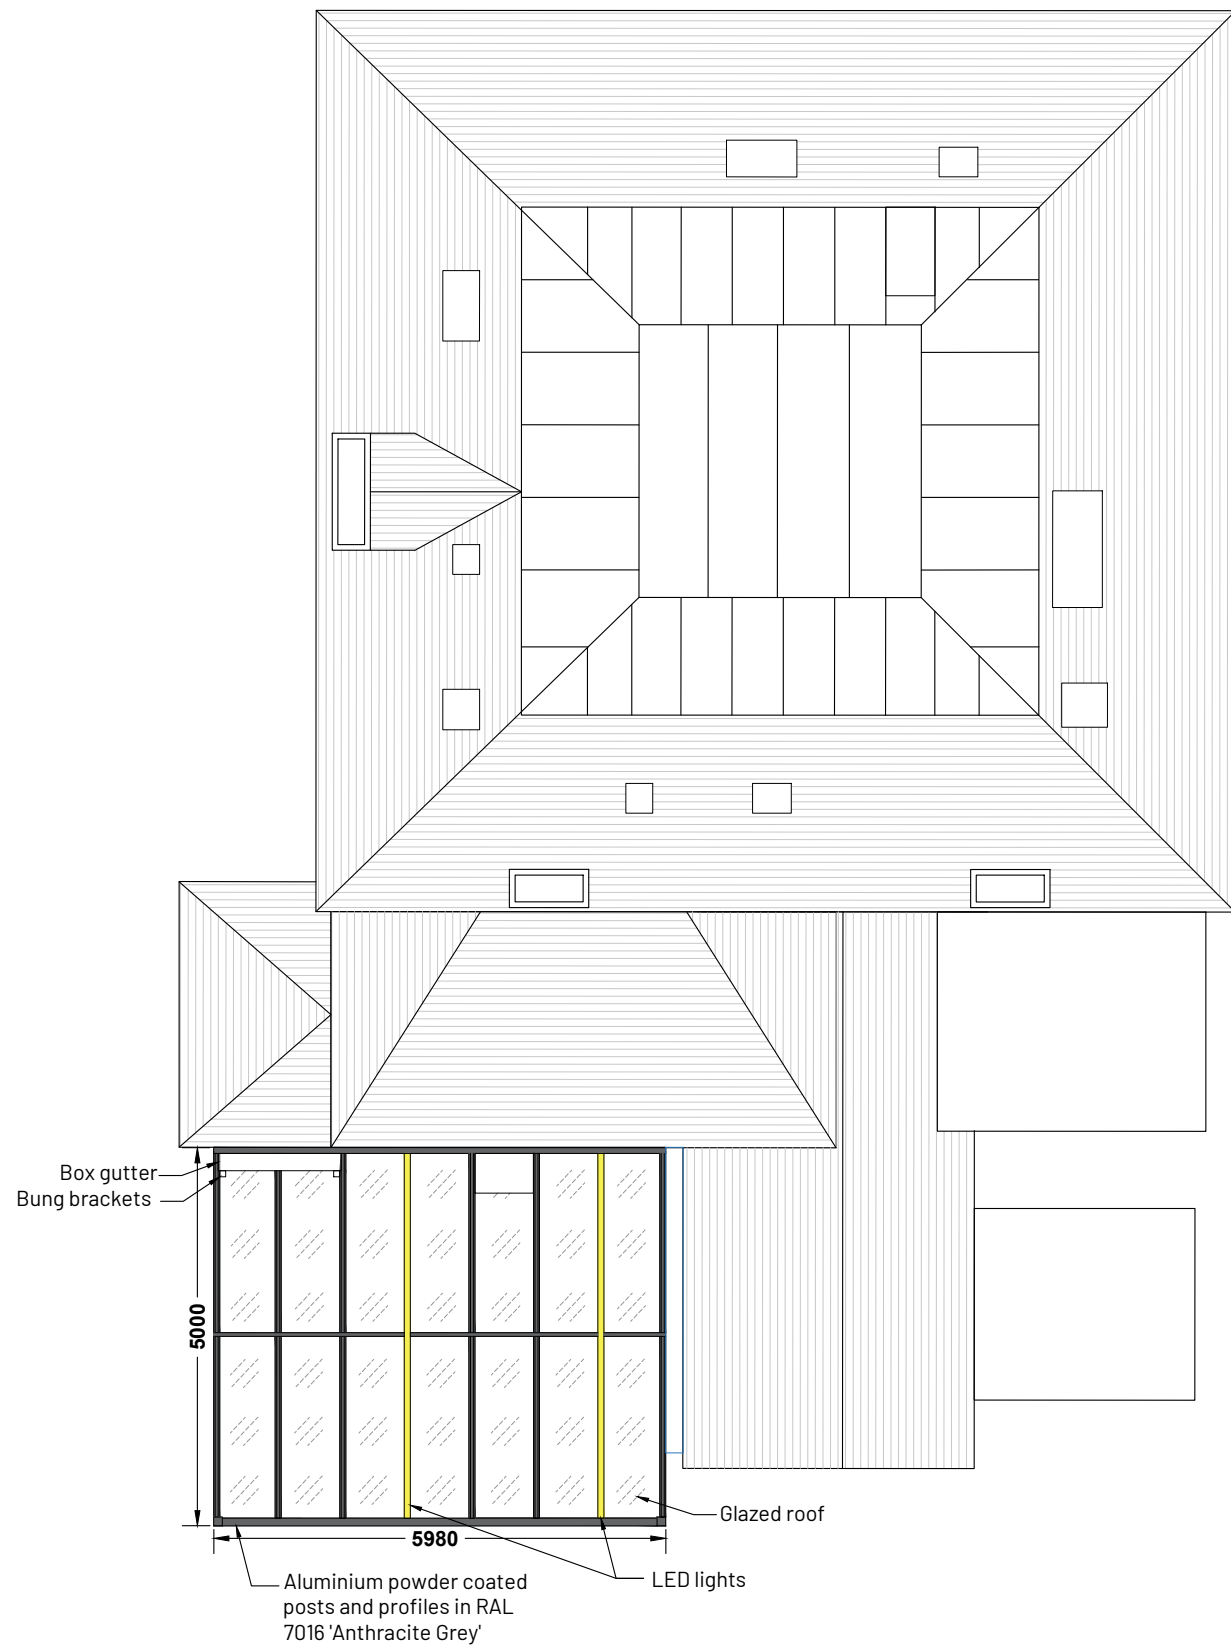 Box gutter
Bung brackets
5000
Glazed roof
5980
LED lights
Aluminium powder coated
posts and profiles in RAL
7016 'Anthracite Grey'